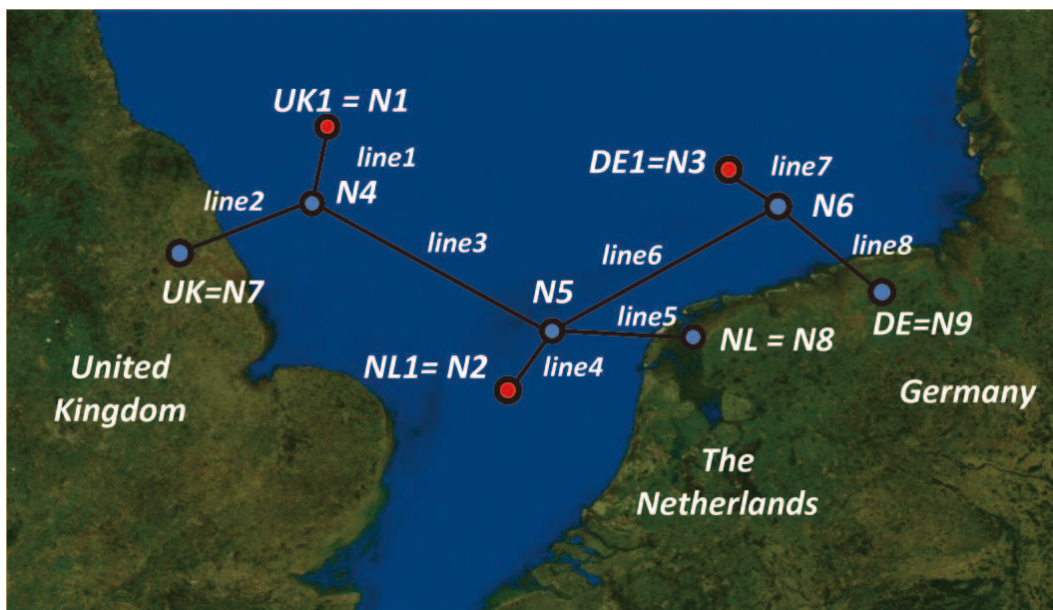 UK1 = N1
line1
DE1=N3
line7
N4
N6
line2
line3
line6
line8
UK=N7
N5
line5
DE=N9
NL = N8
NL1= N2
line4
United
Kingdom
Germany
The
Netherlands